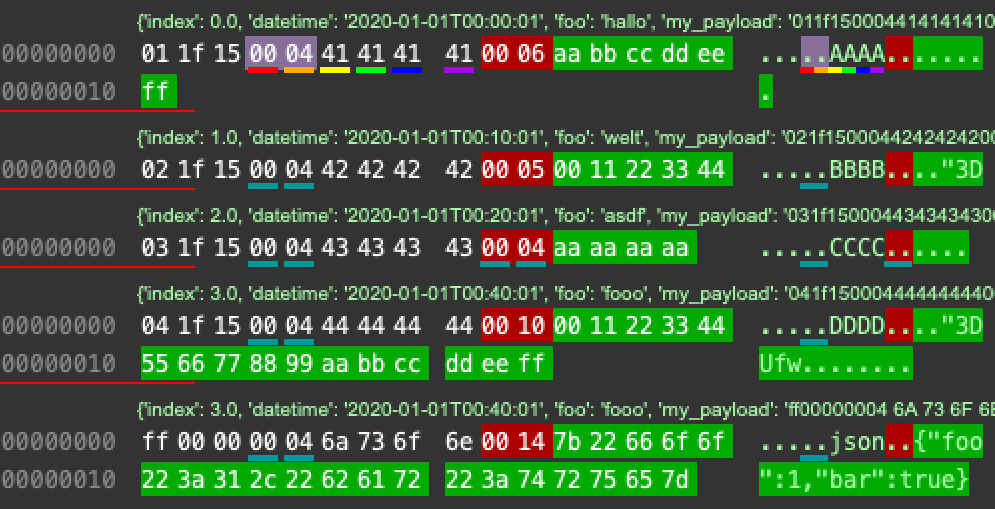 {'index': 0.0, 'datetime': '2020-01-01T00:00:01', 'foo': 'hallo', 'my_payload': '011f1500044141414100
00000000 01 1f 15 00 04 41 41 41 41 00 06 aa bb cc dd ee .....AAAA.......
00000010 ff .
{'index': 1.0, 'datetime': '2020-01-01T00:10:01', 'foo': 'welt', 'my_payload': '021f1500044242424200
00000000 02 1f 15 00 04 42 42 42 42 00 05 00 11 22 33 44 .....BBBB...."3D
{'index': 2.0, 'datetime': '2020-01-01T00:20:01', 'foo': 'asdf', 'my_payload': '031f1500044343434300
00000000 03 1f 15 00 04 43 43 43 43 00 04 aa aa aa aa .....CCCC......
{'index': 3.0, 'datetime': '2020-01-01T00:40:01', 'foo': 'fooo', 'my_payload': '041f1500044444444400
00000000 04 1f 15 00 04 44 44 44 44 00 10 00 11 22 33 44 .....DDDD...."3D
00000010 55 66 77 88 99 aa bb cc dd ee ff Ufw........
{'index': 3.0, 'datetime': '2020-01-01T00:40:01', 'foo': 'fooo', 'my_payload': 'ff00000004 6A 73 6F 6E
00000000 ff 00 00 00 04 6a 73 6f 6e 00 14 7b 22 66 6f 6f .....json..{"foo
00000010 22 3a 31 2c 22 62 61 72 22 3a 74 72 75 65 7d ":1,"bar":true}